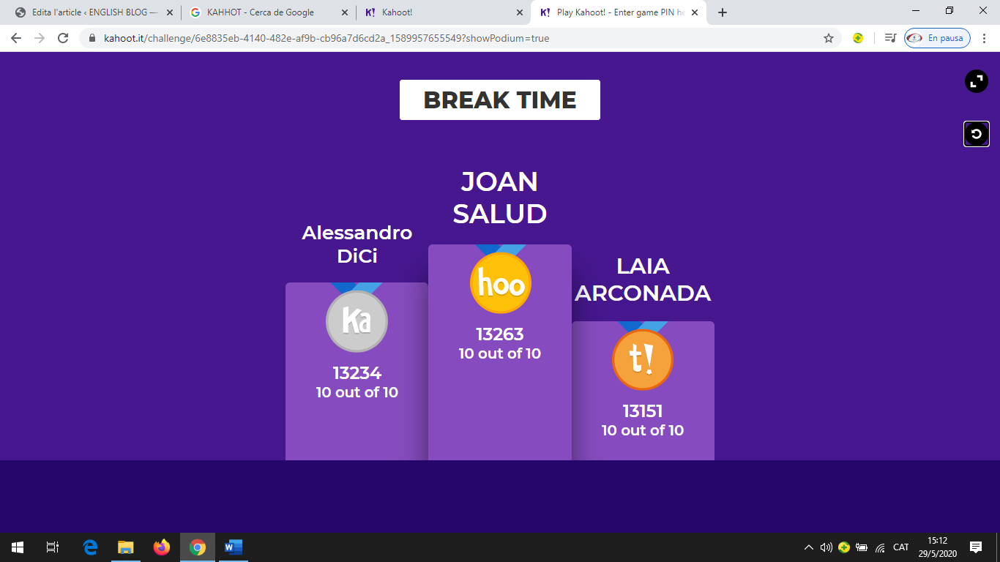 Edita l'article ‹ ENGLISH BLOG —
KAHHOT - Cerca de Google
K! Kahoot!
K! Play Kahoot! - Enter game PIN he
kahoot.it/challenge/6e8835eb-4140-482e-af9b-cb96a7d6cd2a_1589957655549?showPodium=true
En pausa
BREAK TIME
JOAN
SALUD
Alessandro
DiCi
LAIA
ARCONADA
hoo
13263
10 out of 10
Ka
13234
10 out of 10
t!
13151
10 out of 10
CAT
15:12
29/5/2020